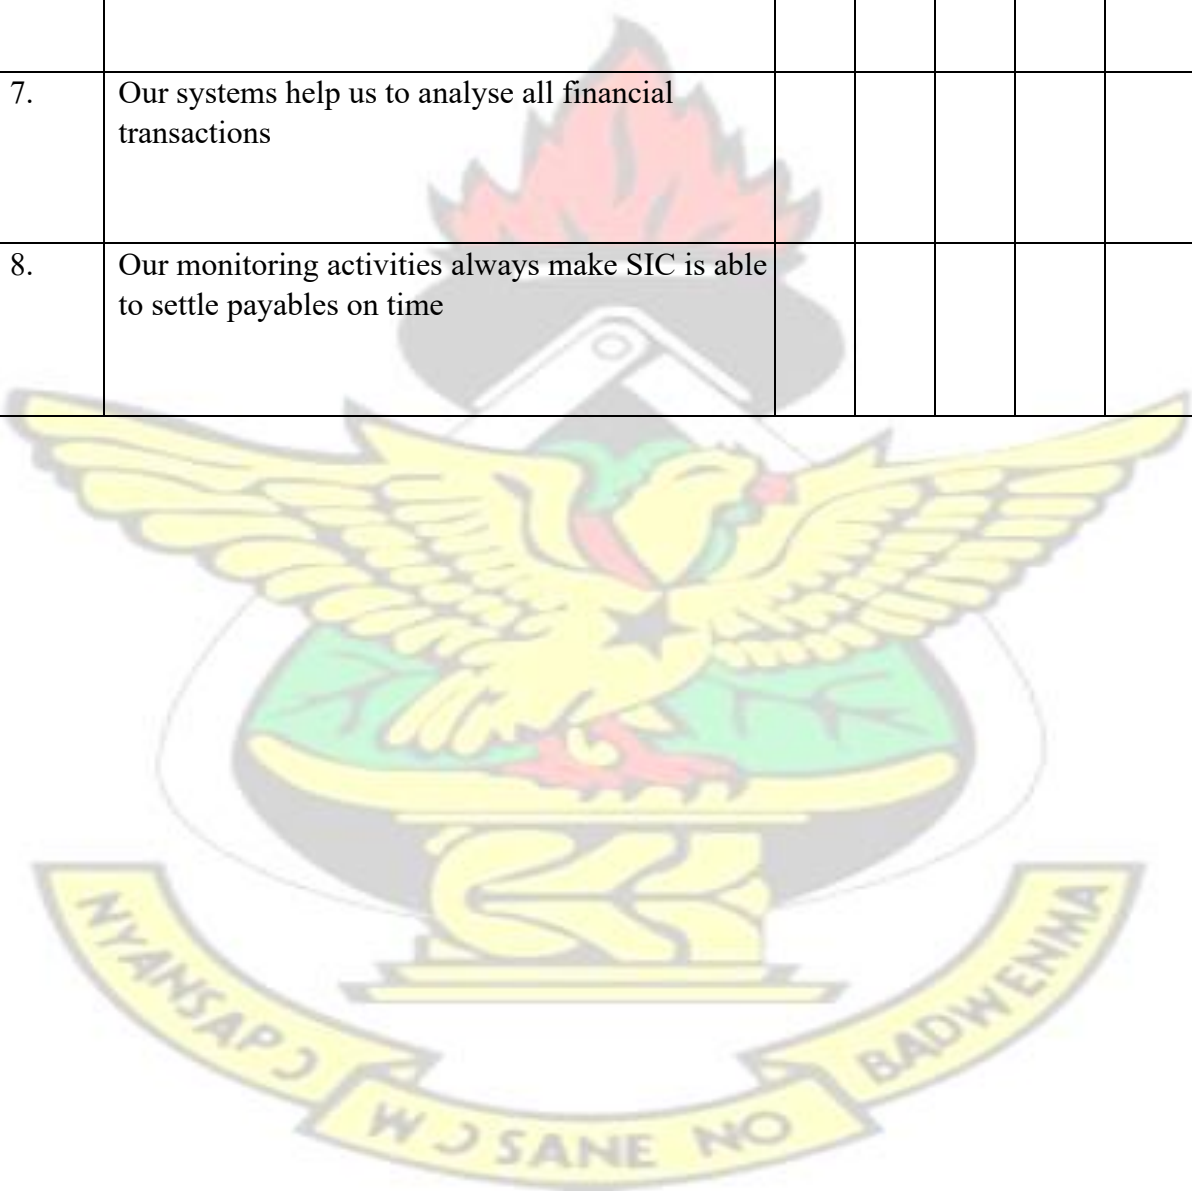 7. Our systems help us to analyse all financial
transactions
8. Our monitoring activities always make SIC is able
to settle payables on time
NYANSAPƆ
WƆSANE NO
BADWENMA